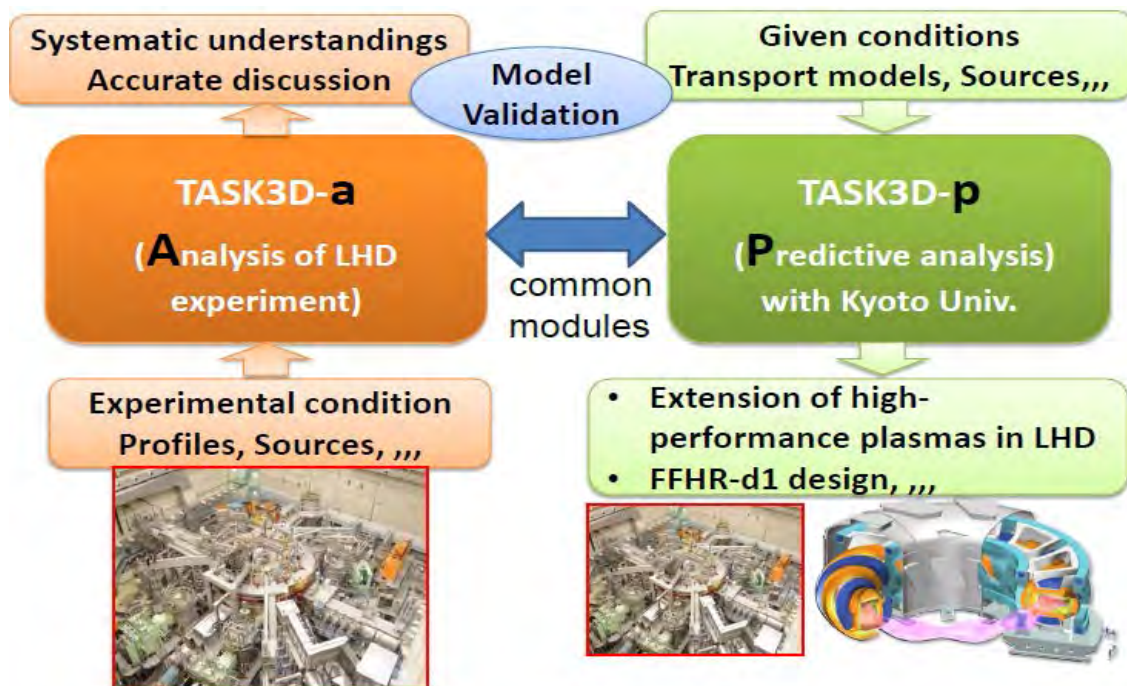 Systematic understandings
Accurate discussion
Model
Validation
Given conditions
Transport models, Sources,,,
TASK3D-a
(Analysis of LHD
experiment)
common
modules
TASK3D-p
(Predictive analysis)
with Kyoto Univ.
Experimental condition
Profiles, Sources, ,,,
• Extension of high-
performance plasmas in LHD
• FFHR-d1 design, ,,,